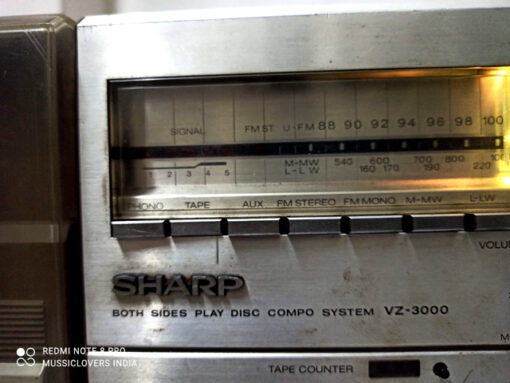 SIGNAL FM ST. U-FM 88 90 92 94 96 98 100
M-MW 540 600 700 800
2 3 4 5 L-LW 160 170 190 220
PHONO TAPE AUX FM STEREO FM MONO M-MW L-LW
SHARP
BOTH SIDES PLAY DISC COMPO SYSTEM VZ-3000
TAPE COUNTER
REDMI NOTE 8 PRO
MUSICLOVERS INDIA